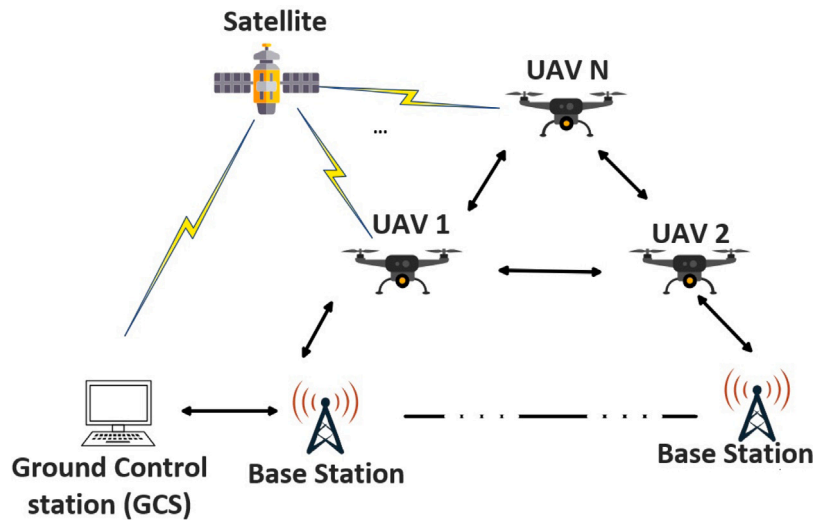 Satellite
UAV N
...
UAV 1
UAV 2
Ground Control
station (GCS)
Base Station
Base Station